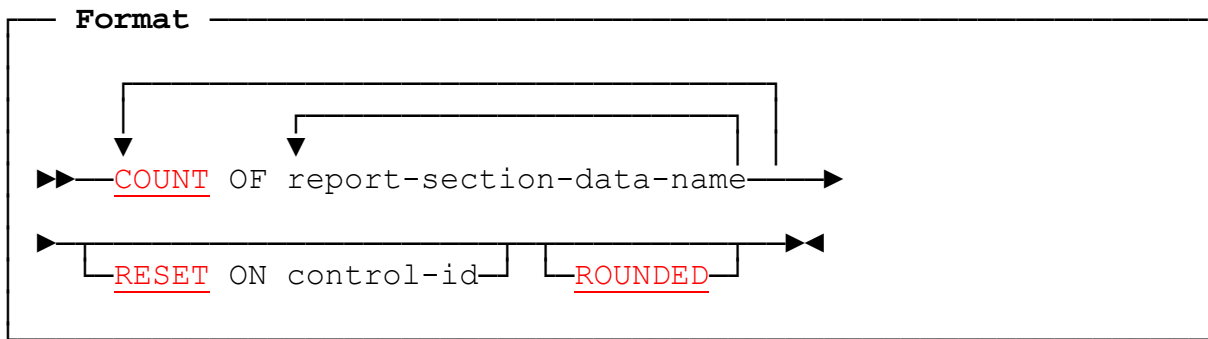 Format
COUNT OF report-section-data-name
RESET ON control-id ROUNDED